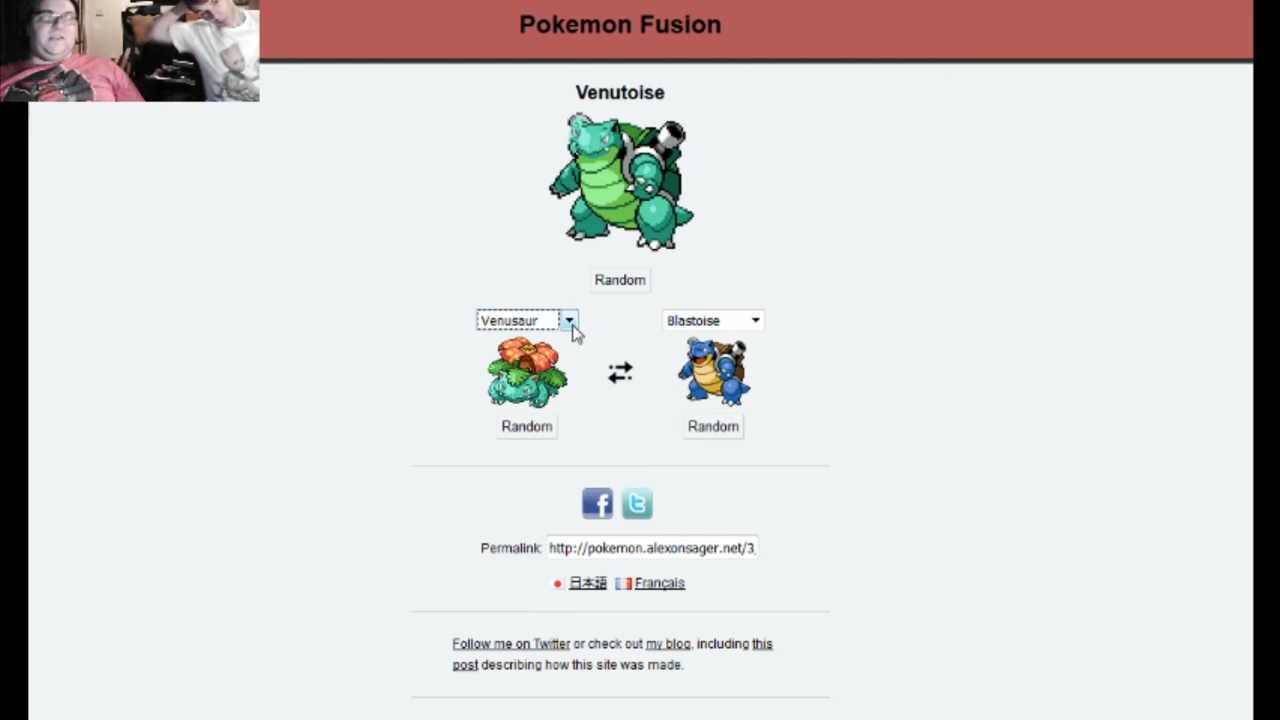 Pokemon Fusion
Venutoise
Random
Venusaur
Blastoise
Random
Random
Permalink: http://pokemon.alexonsager.net/3
日本語 Français
Follow me on Twitter or check out my blog, including this
post describing how this site was made.